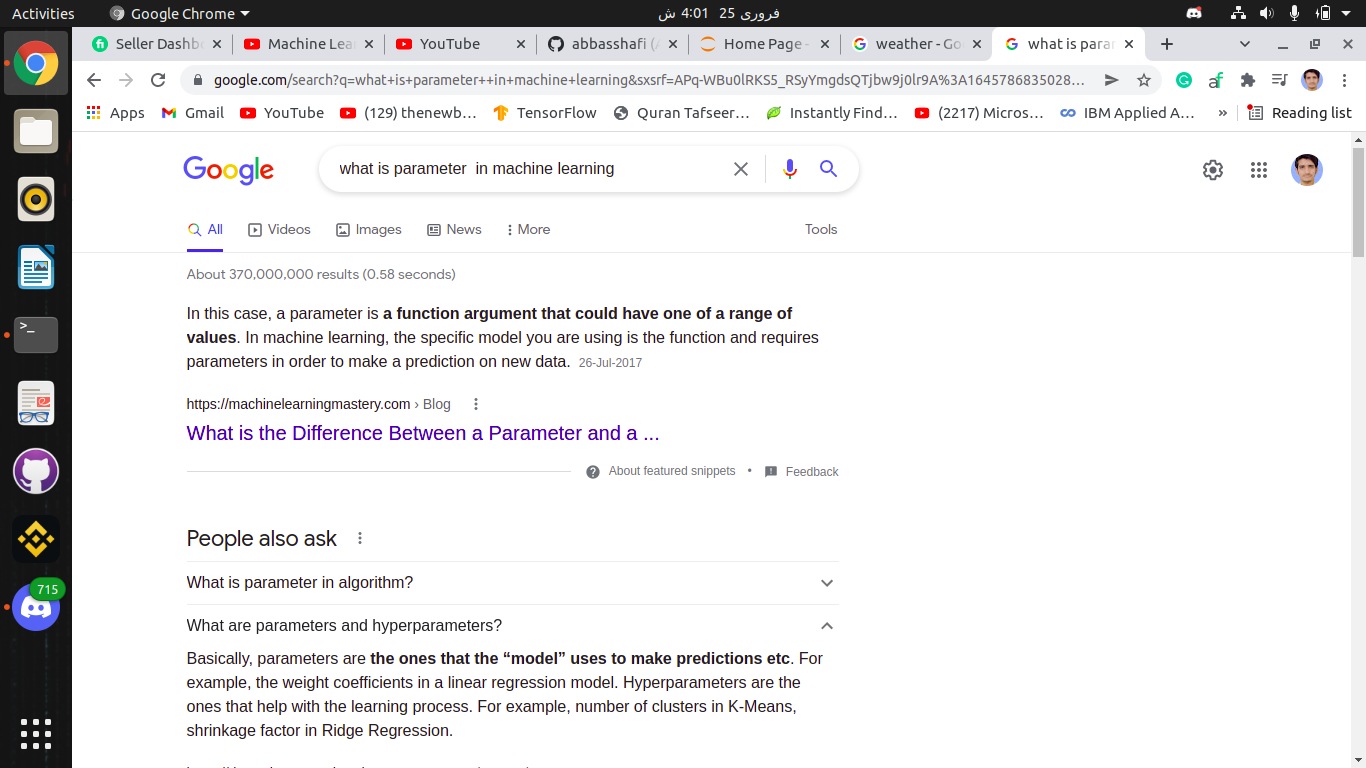 Activities
Google Chrome
فروری 25 4:01 ش
Seller Dashb
Machine Lea
YouTube
abbasshafi (A
Home Page -
weather - Go
what is para
google.com/search?q=what+is+parameter++in+machine+learning&sxsrf=APq-WBu0lRKS5_RSyYmgdsQTjbw9j0lr9A%3A1645786835028...
Apps
Gmail
YouTube
(129) thenewb...
TensorFlow
Quran Tafseer...
Instantly Find...
(2217) Micros...
IBM Applied A...
»
Reading list
Google
what is parameter  in machine learning
All
Videos
Images
News
More
Tools
About 370,000,000 results (0.58 seconds)
In this case, a parameter is a function argument that could have one of a range of
values. In machine learning, the specific model you are using is the function and requires
parameters in order to make a prediction on new data. 26-Jul-2017
https://machinelearningmastery.com › Blog
What is the Difference Between a Parameter and a ...
About featured snippets • Feedback
People also ask
What is parameter in algorithm?
What are parameters and hyperparameters?
Basically, parameters are the ones that the “model” uses to make predictions etc. For
example, the weight coefficients in a linear regression model. Hyperparameters are the
ones that help with the learning process. For example, number of clusters in K-Means,
shrinkage factor in Ridge Regression.
715